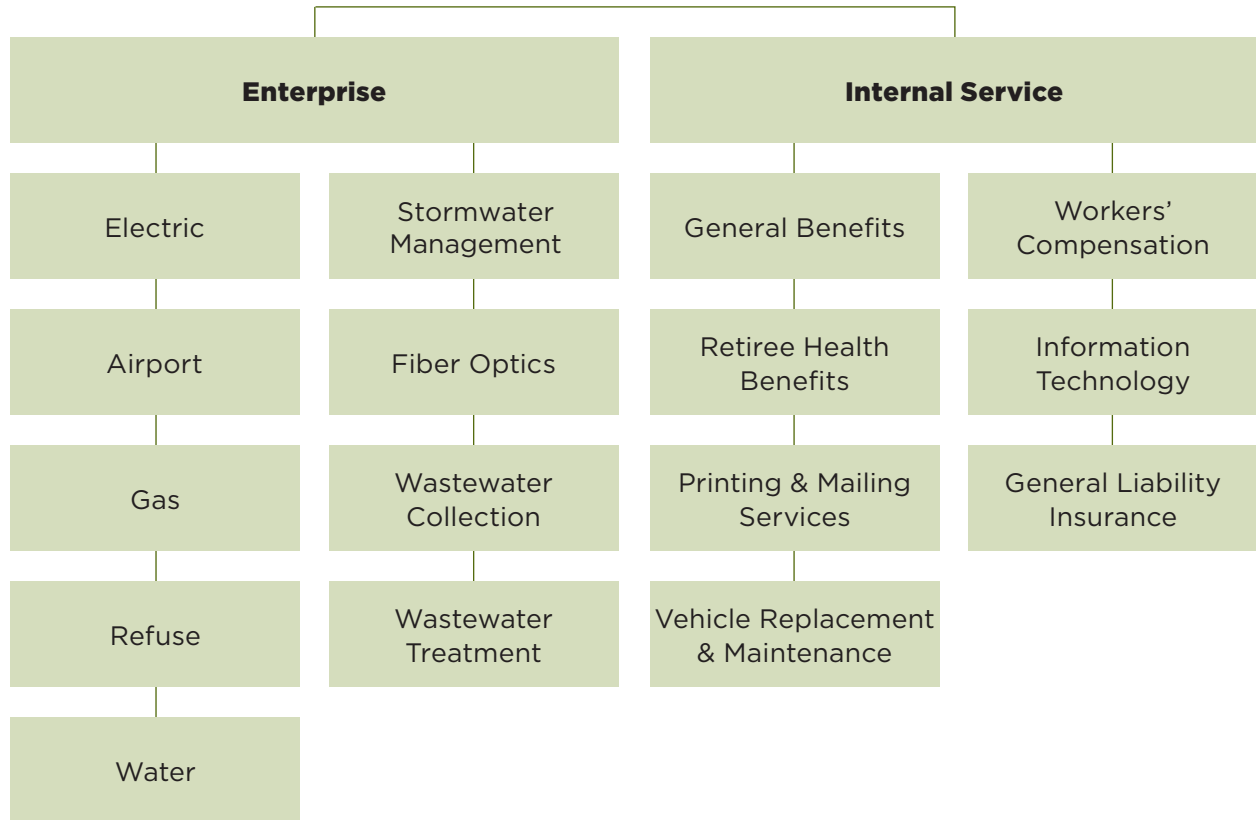 Enterprise
Electric
Airport
Gas
Refuse
Water
Stormwater
Management
Fiber Optics
Wastewater
Collection
Wastewater
Treatment
Internal Service
General Benefits
Retiree Health
Benefits
Printing & Mailing
Services
Vehicle Replacement
& Maintenance
Workers’
Compensation
Information
Technology
General Liability
Insurance